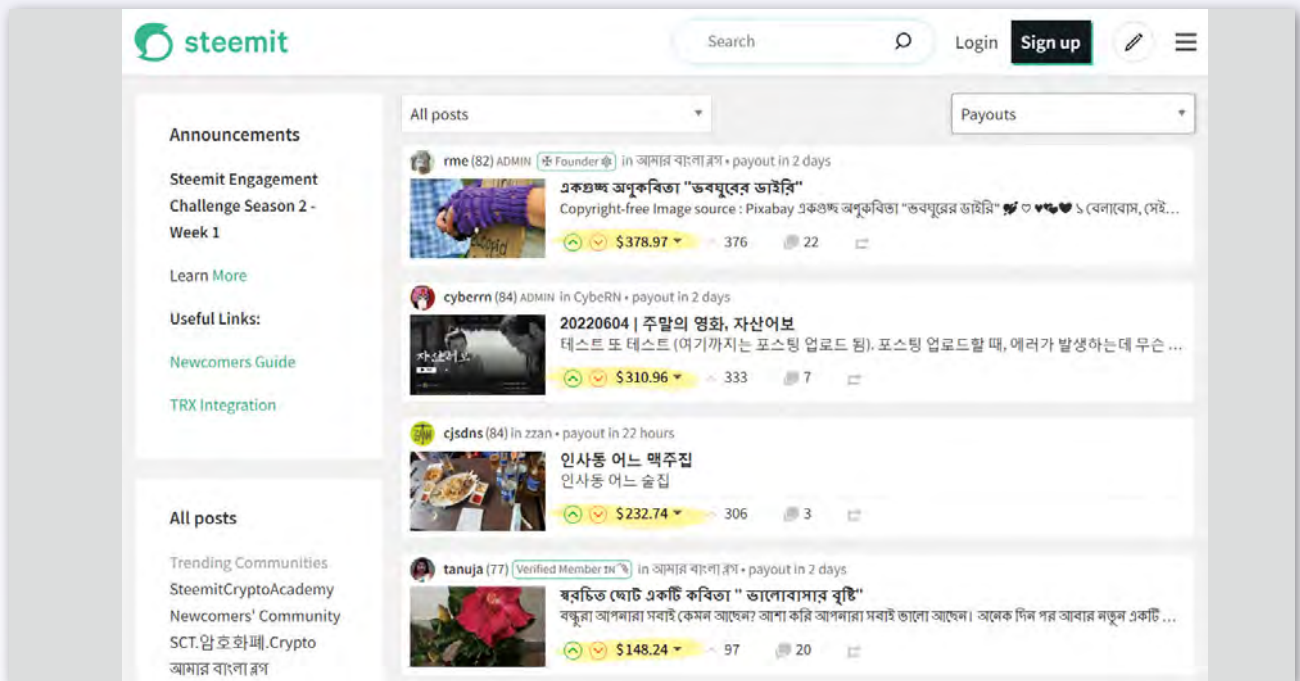 steemit
Search
Login
Sign up
Announcements
Steemit Engagement
Challenge Season 2 -
Week 1
Learn More
Useful Links:
Newcomers Guide
TRX Integration
All posts
Trending Communities
SteemitCryptoAcademy
Newcomers' Community
SCT.암호화폐.Crypto
আমার বাংলা ব্লগ
All posts
Payouts
rme (82) ADMIN Founder in আমার বাংলা ব্লগ • payout in 2 days
একগুচ্ছ অণুকবিতা "ভবঘুরের ডাইরি"
Copyright-free Image source : Pixabay একগুচ্ছ অণুকবিতা "ভবঘুরের ডাইরি" ১ বেলাবোস, সেই...
$378.97 376 22
cyberrn (84) ADMIN in CybeRN • payout in 2 days
20220604 | 주말의 영화, 자산어보
테스트 또 테스트 (여기까지는 포스팅 업로드 됨). 포스팅 업로드할 때, 에러가 발생하는데 무슨 ...
자산어보
$310.96 333 7
cjsdns (84) in zzan • payout in 22 hours
인사동 어느 맥주집
인사동 어느 술집
$232.74 306 3
tanuja (77) Verified Member in আমার বাংলা ব্লগ • payout in 2 days
স্বরচিত ছোট একটি কবিতা " ভালোবাসার বৃষ্টি"
বন্ধুরা আপনারা সবাই কেমন আছেন? আশা করি আপনারা সবাই ভালো আছেন। অনেক দিন পর আবার নতুন একটি ...
$148.24 97 20